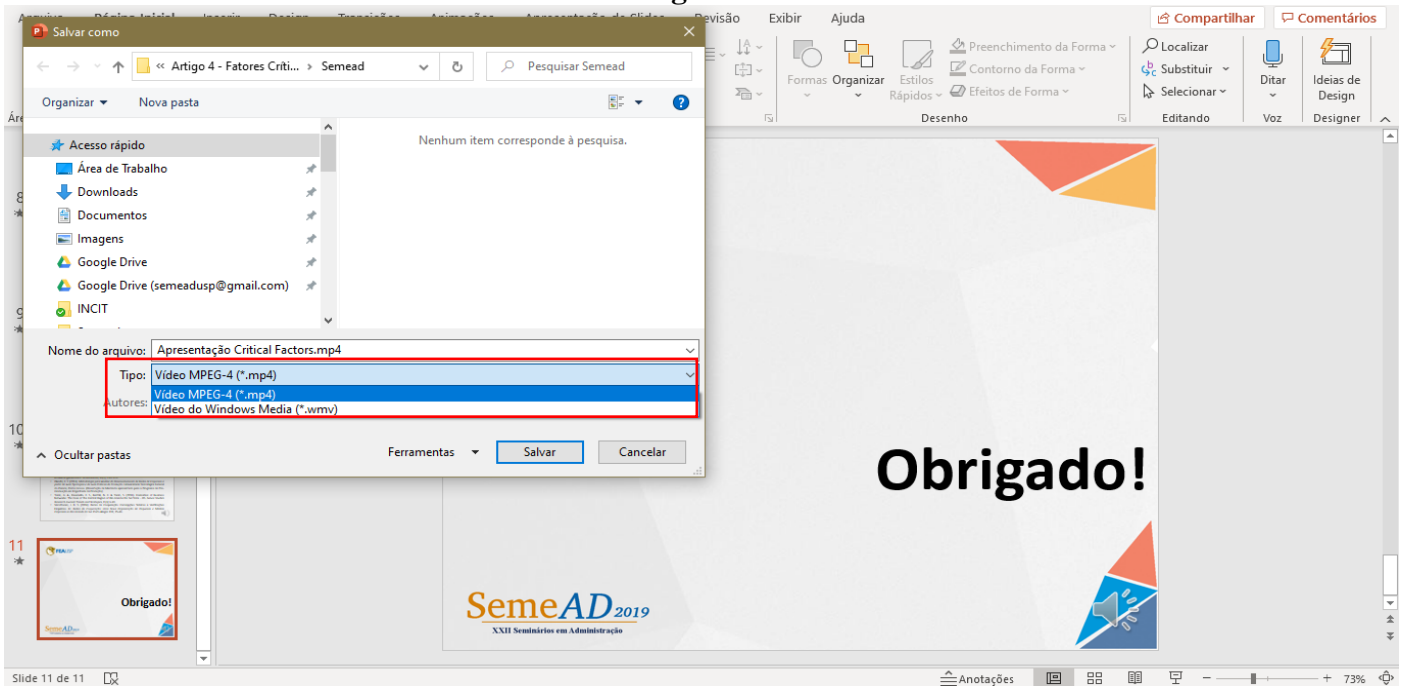 Salvar como
Revisão Exibir Ajuda
Compartilhar Comentários
« Artigo 4 - Fatores Críti... > Semead
Pesquisar Semead
Organizar
Nova pasta
Acesso rápido
Área de Trabalho
Downloads
Documentos
Imagens
Google Drive
Google Drive (semeadusp@gmail.com)
INCIT
Nenhum item corresponde à pesquisa.
Nome do arquivo: Apresentação Critical Factors.mp4
Tipo: Vídeo MPEG-4 (*.mp4)
Vídeo MPEG-4 (*.mp4)
Autores: Vídeo do Windows Media (*.wmv)
Ocultar pastas
Ferramentas
Salvar
Cancelar
Formas
Organizar
Estilos Rápidos
Preenchimento da Forma
Contorno da Forma
Efeitos de Forma
Desenho
Localizar
Substituir
Selecionar
Editando
Ditar
Voz
Ideias de Design
Designer
10
11
Obrigado!
SemeAD
Obrigado!
SemeAD 2019
XXII Seminários em Administração
Slide 11 de 11
Anotações
73%